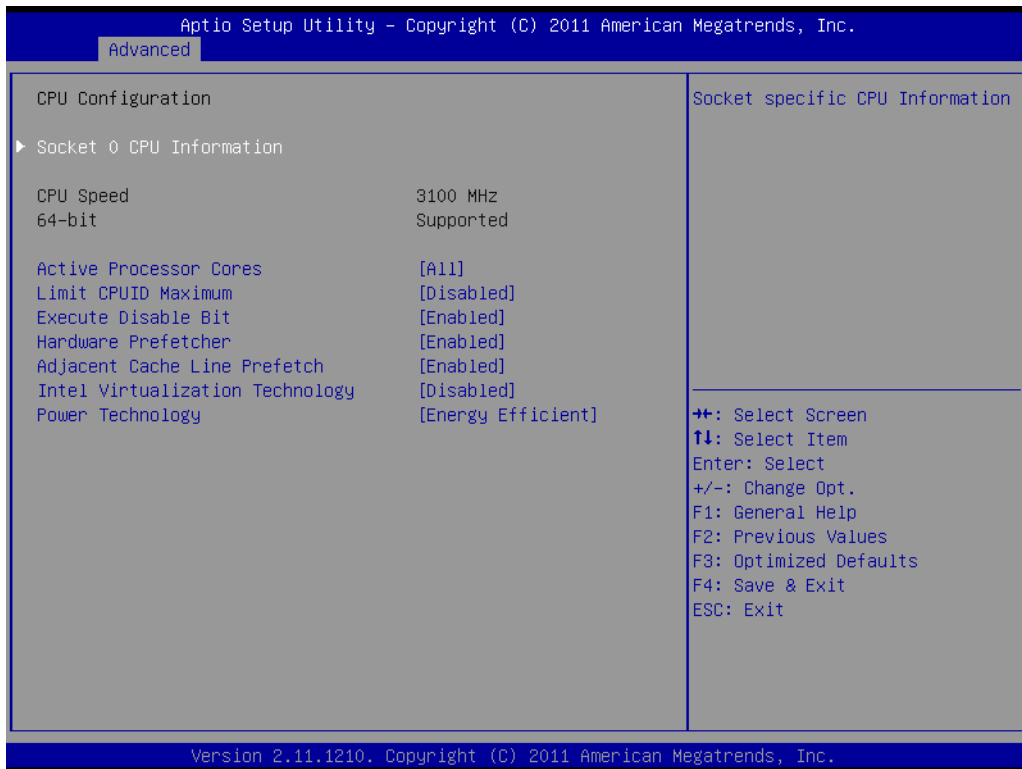 Aptio Setup Utility – Copyright (C) 2011 American Megatrends, Inc.
Advanced
CPU Configuration
Socket 0 CPU Information
CPU Speed 3100 MHz
64-bit Supported
Active Processor Cores [All]
Limit CPUID Maximum [Disabled]
Execute Disable Bit [Enabled]
Hardware Prefetcher [Enabled]
Adjacent Cache Line Prefetch [Enabled]
Intel Virtualization Technology [Disabled]
Power Technology [Energy Efficient]
Socket specific CPU Information
→←: Select Screen
↑↓: Select Item
Enter: Select
+/-: Change Opt.
F1: General Help
F2: Previous Values
F3: Optimized Defaults
F4: Save & Exit
ESC: Exit
Version 2.11.1210. Copyright (C) 2011 American Megatrends, Inc.